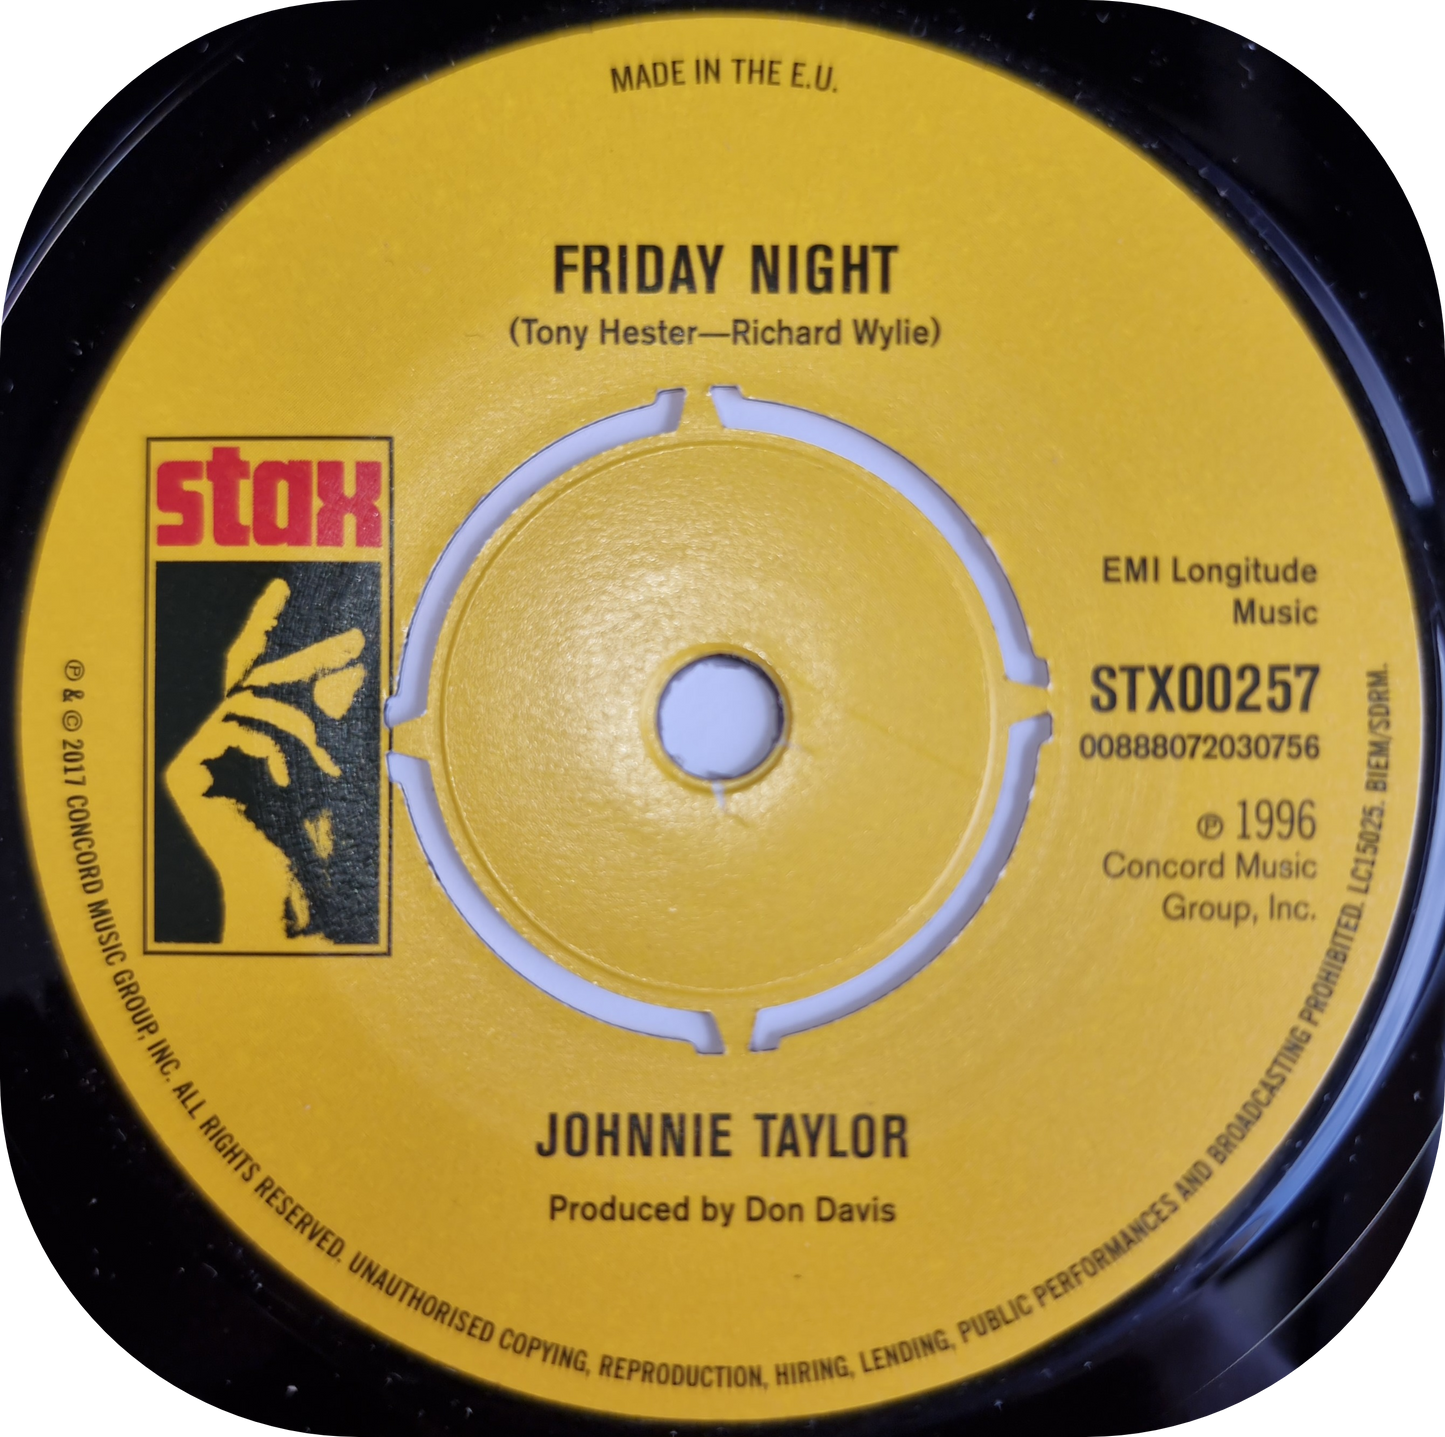 MADE IN THE E.U.
FRIDAY NIGHT
(Tony Hester—Richard Wylie)
stax
EMI Longitude
Music
STX00257
00888072030756
℗ 1996
Concord Music
Group, Inc.
JOHNNIE TAYLOR
Produced by Don Davis
℗ & © 2017 CONCORD MUSIC GROUP, INC. ALL RIGHTS RESERVED. UNAUTHORISED COPYING, REPRODUCTION, HIRING, LENDING, PUBLIC PERFORMANCES AND BROADCASTING PROHIBITED. LC15025. BIEM/SDRM.